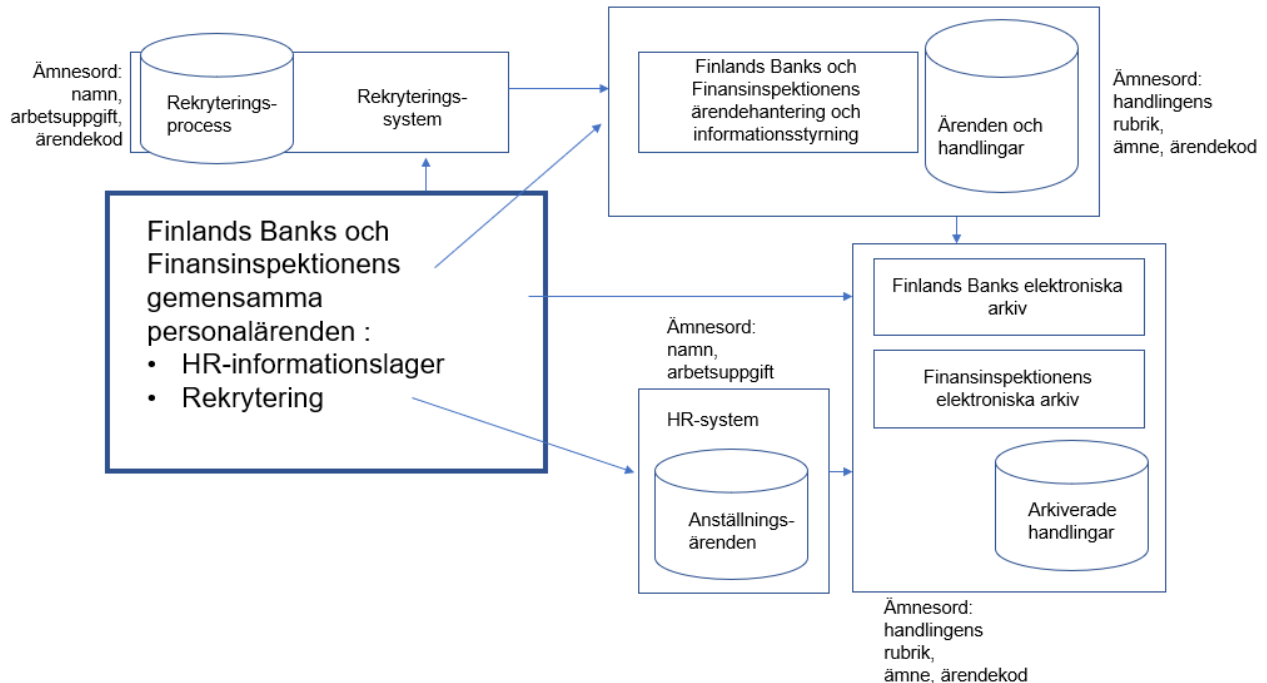 Ämnesord:
namn,
arbetsuppgift,
ärendekod
Rekryterings-
process
Rekryterings-
system
Finlands Banks och
Finansinspektionens
ärendehantering och
informationsstyrning
Ärenden och
handlingar
Ämnesord:
handlingens
rubrik,
ämne, ärendekod
Finlands Banks och
Finansinspektionens
gemensamma
personalärenden :
• HR-informationslager
• Rekrytering
Ämnesord:
namn,
arbetsuppgift
HR-system
Anställnings-
ärenden
Finlands Banks elektroniska
arkiv
Finansinspektionens
elektroniska arkiv
Arkiverade
handlingar
Ämnesord:
handlingens
rubrik,
ämne, ärendekod